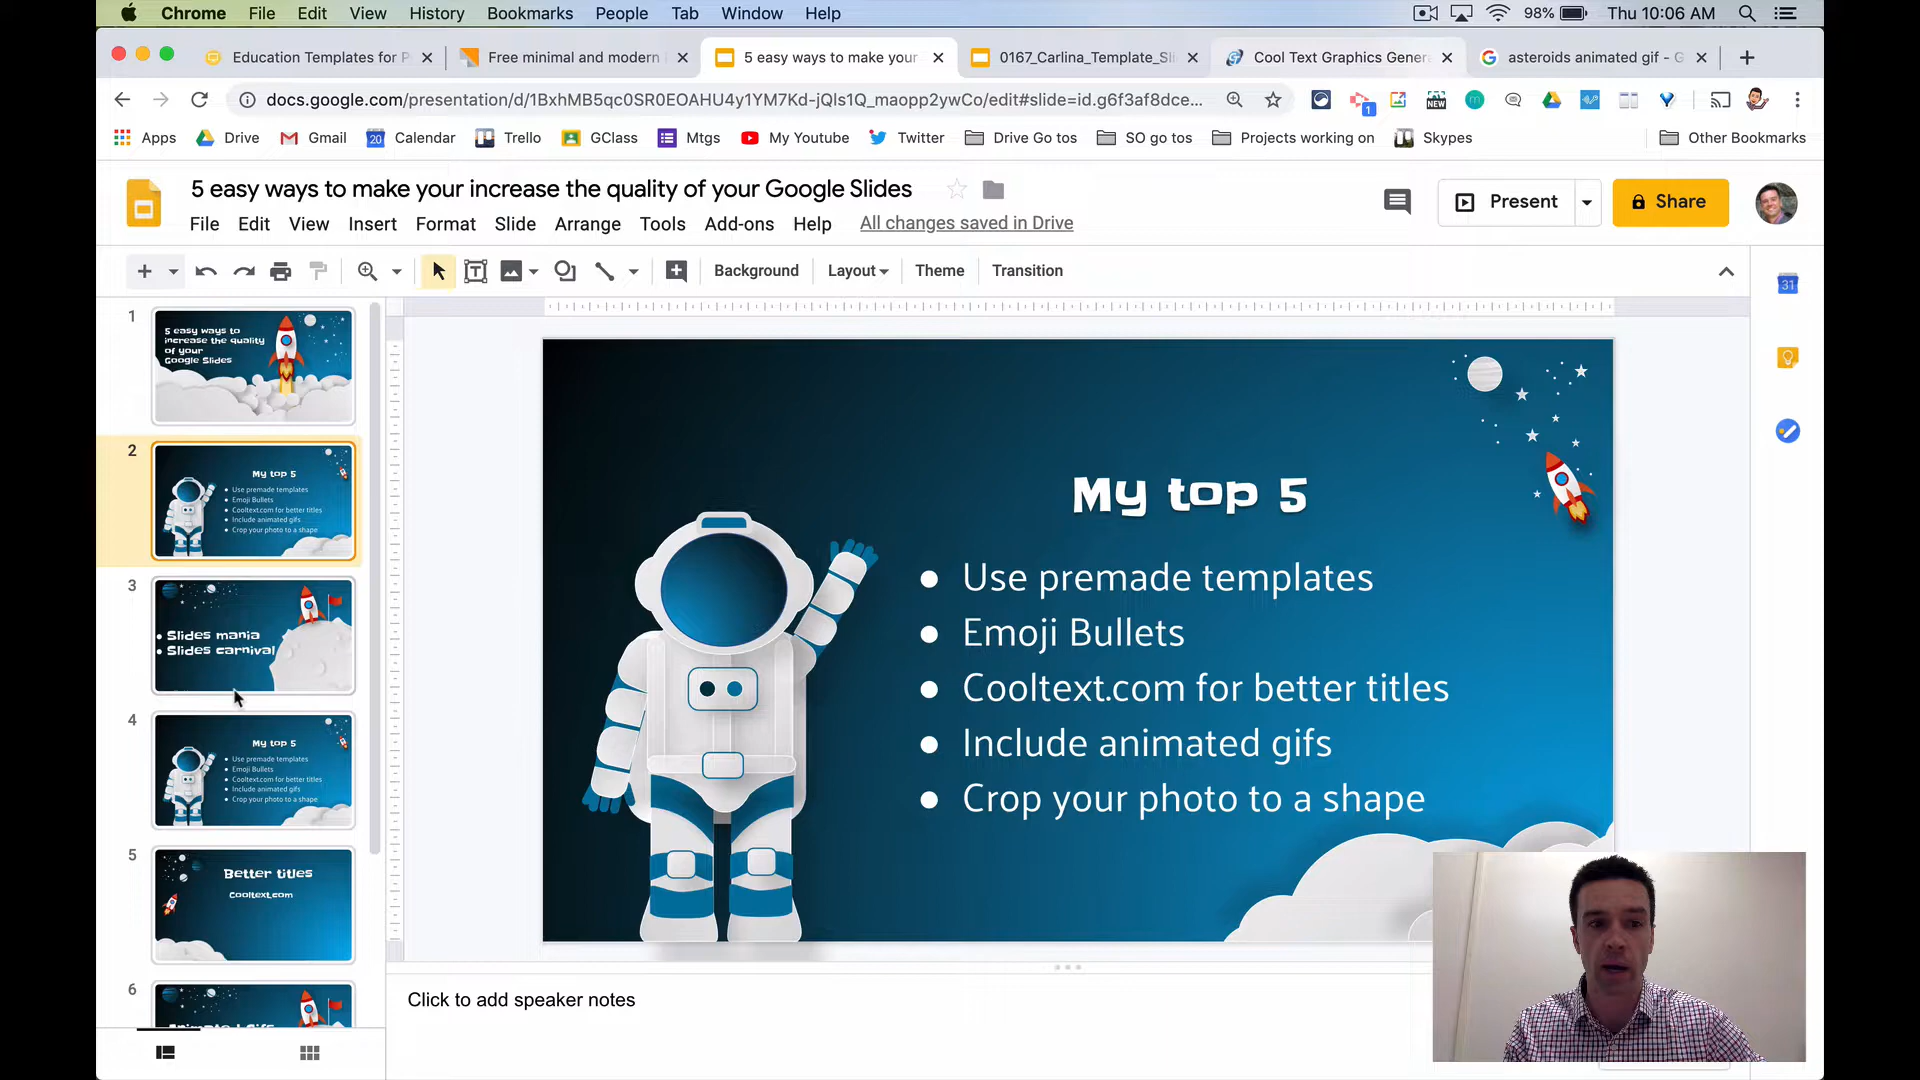 Chrome File Edit View History Bookmarks People Tab Window Help 98% Thu 10:06 AM
Education Templates for P
Free minimal and modern
5 easy ways to make your
0167_Carlina_Template_Sli
Cool Text Graphics Gener
asteroids animated gif - G
docs.google.com/presentation/d/1BxhMB5qc0SR0EOAHU4y1YM7Kd-jQls1Q_maopp2ywCo/edit#slide=id.g6f3af8dce...
NEW
1
Apps Drive Gmail 20 Calendar Trello GClass Mtgs My Youtube Twitter Drive Go tos SO go tos Projects working on Skypes Other Bookmarks
5 easy ways to make your increase the quality of your Google Slides
Present
Share
File Edit View Insert Format Slide Arrange Tools Add-ons Help All changes saved in Drive
Background Layout Theme Transition
31
1
5 easy ways to
increase the quality
of your
Google Slides
2
My top 5
Use premade templates
Emoji Bullets
Cooltext.com for better titles
Include animated gifs
Crop your photo to a shape
3
• Slides mania
• Slides carnival
4
My top 5
Use premade templates
Emoji Bullets
Cooltext.com for better titles
Include animated gifs
Crop your photo to a shape
5
Better titles
Cooltext.com
6
My top 5
● Use premade templates
● Emoji Bullets
● Cooltext.com for better titles
● Include animated gifs
● Crop your photo to a shape
Click to add speaker notes